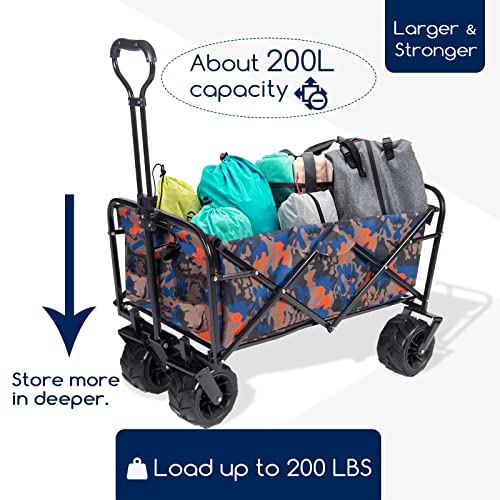 Larger &
Stronger
About 200L
capacity
Store more
in deeper.
Load up to 200 LBS